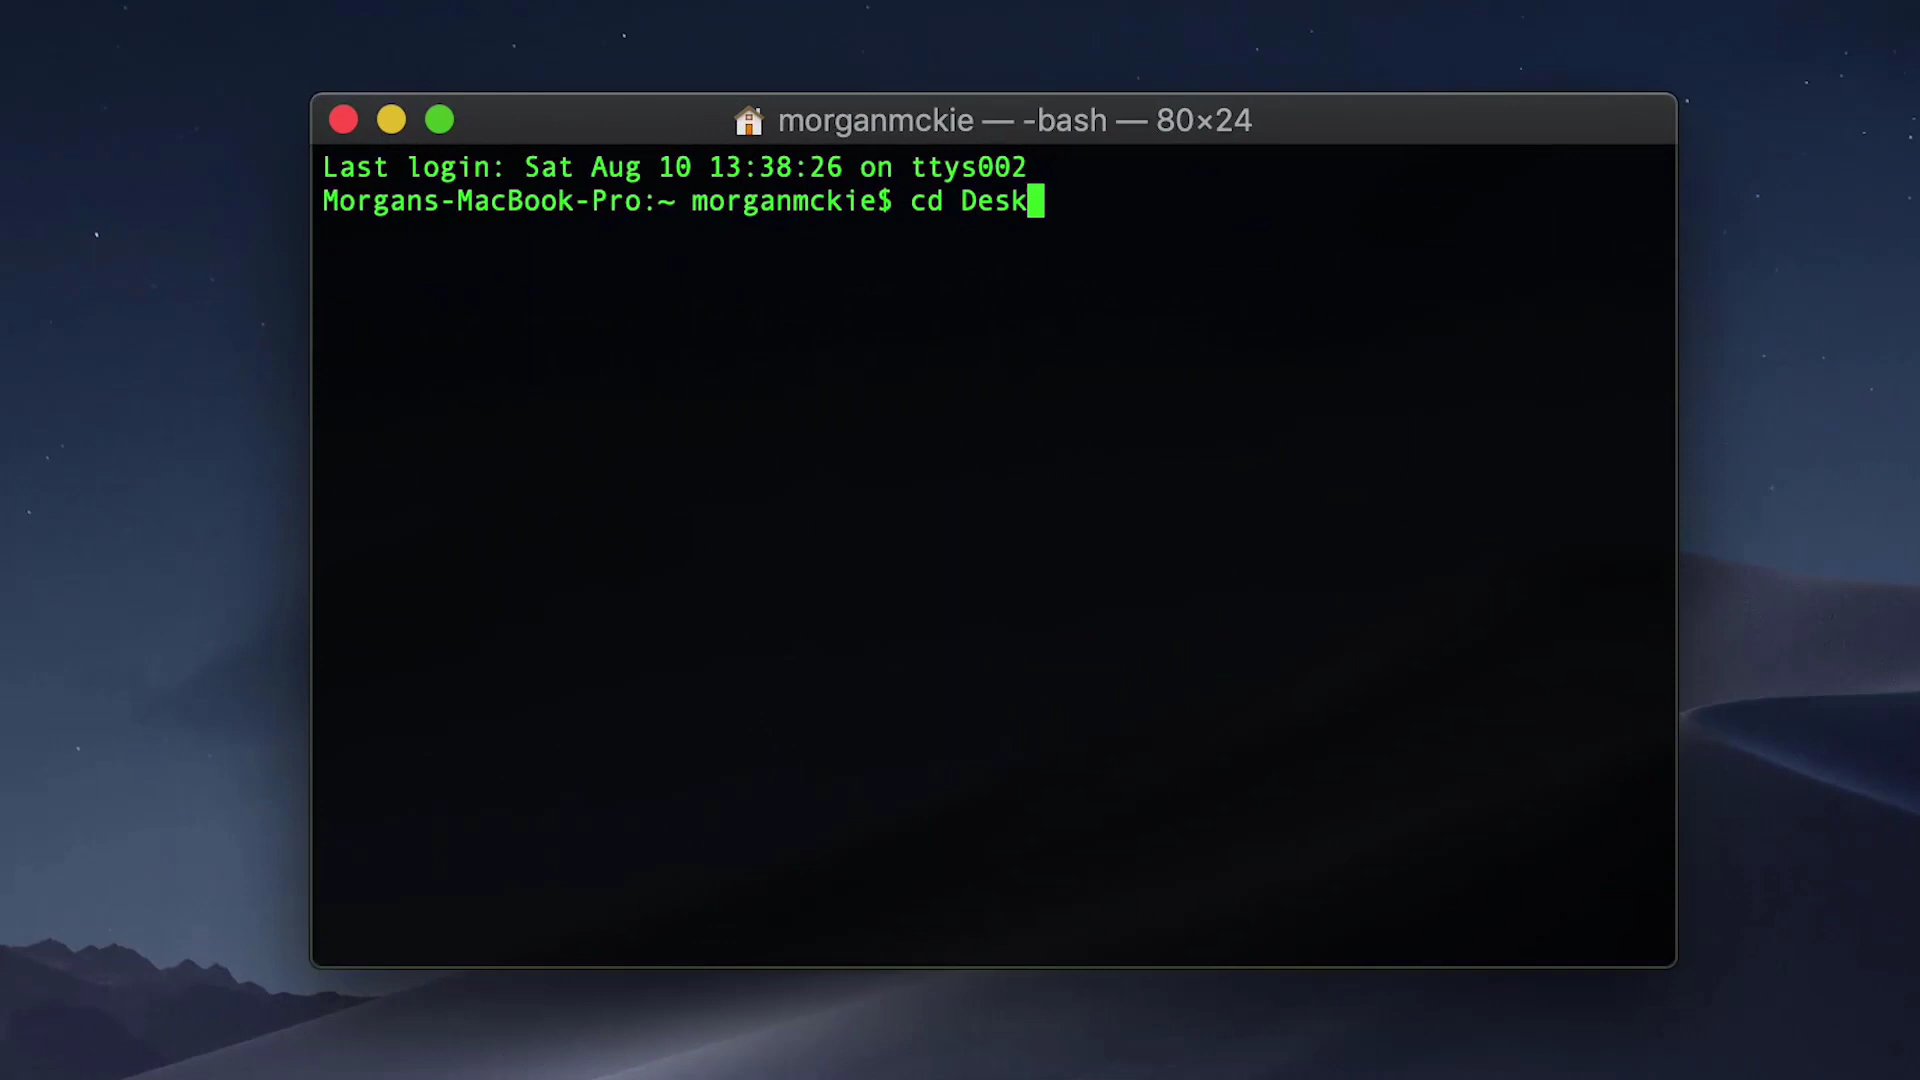 morganmckie — -bash — 80×24
Last login: Sat Aug 10 13:38:26 on ttys002
Morgans-MacBook-Pro:~ morganmckie$ cd Desk